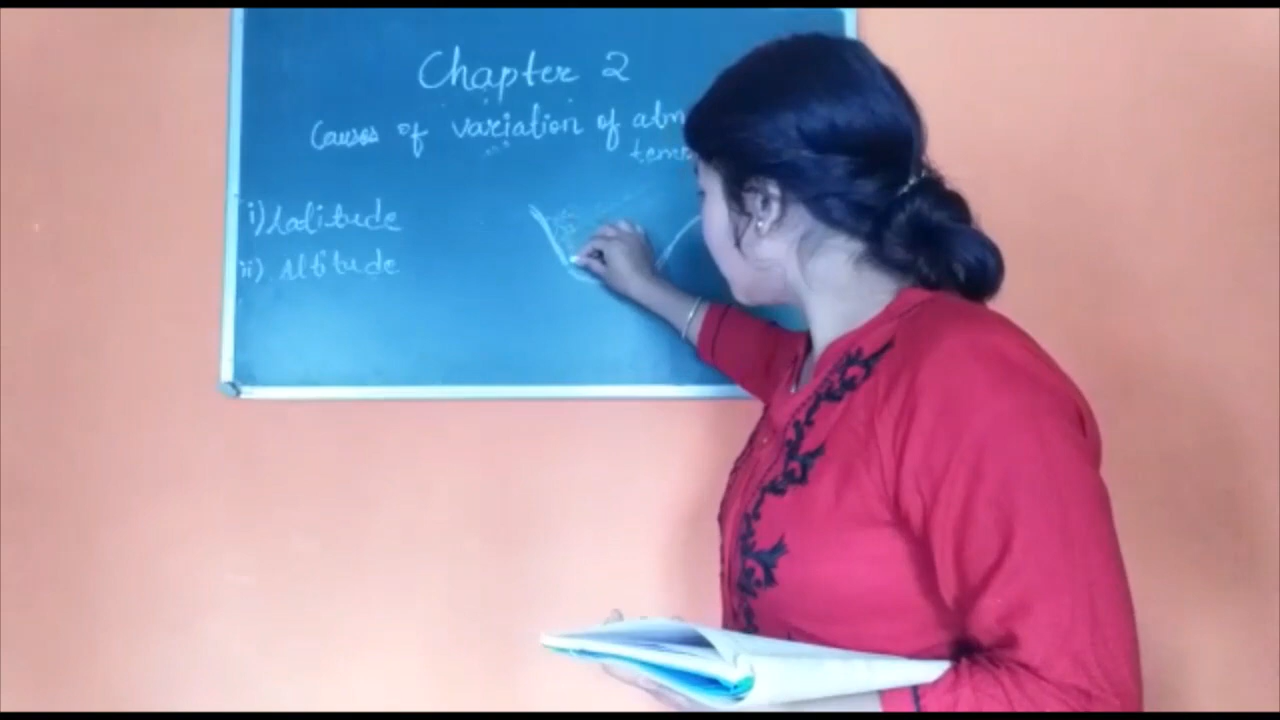 Chapter 2
Causes of variation of atm
temp
i) Latitude
ii) Altitude